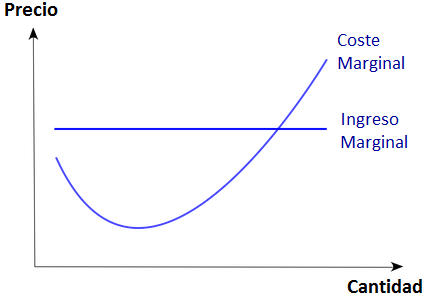 Precio
Coste
Marginal
Ingreso
Marginal
Cantidad